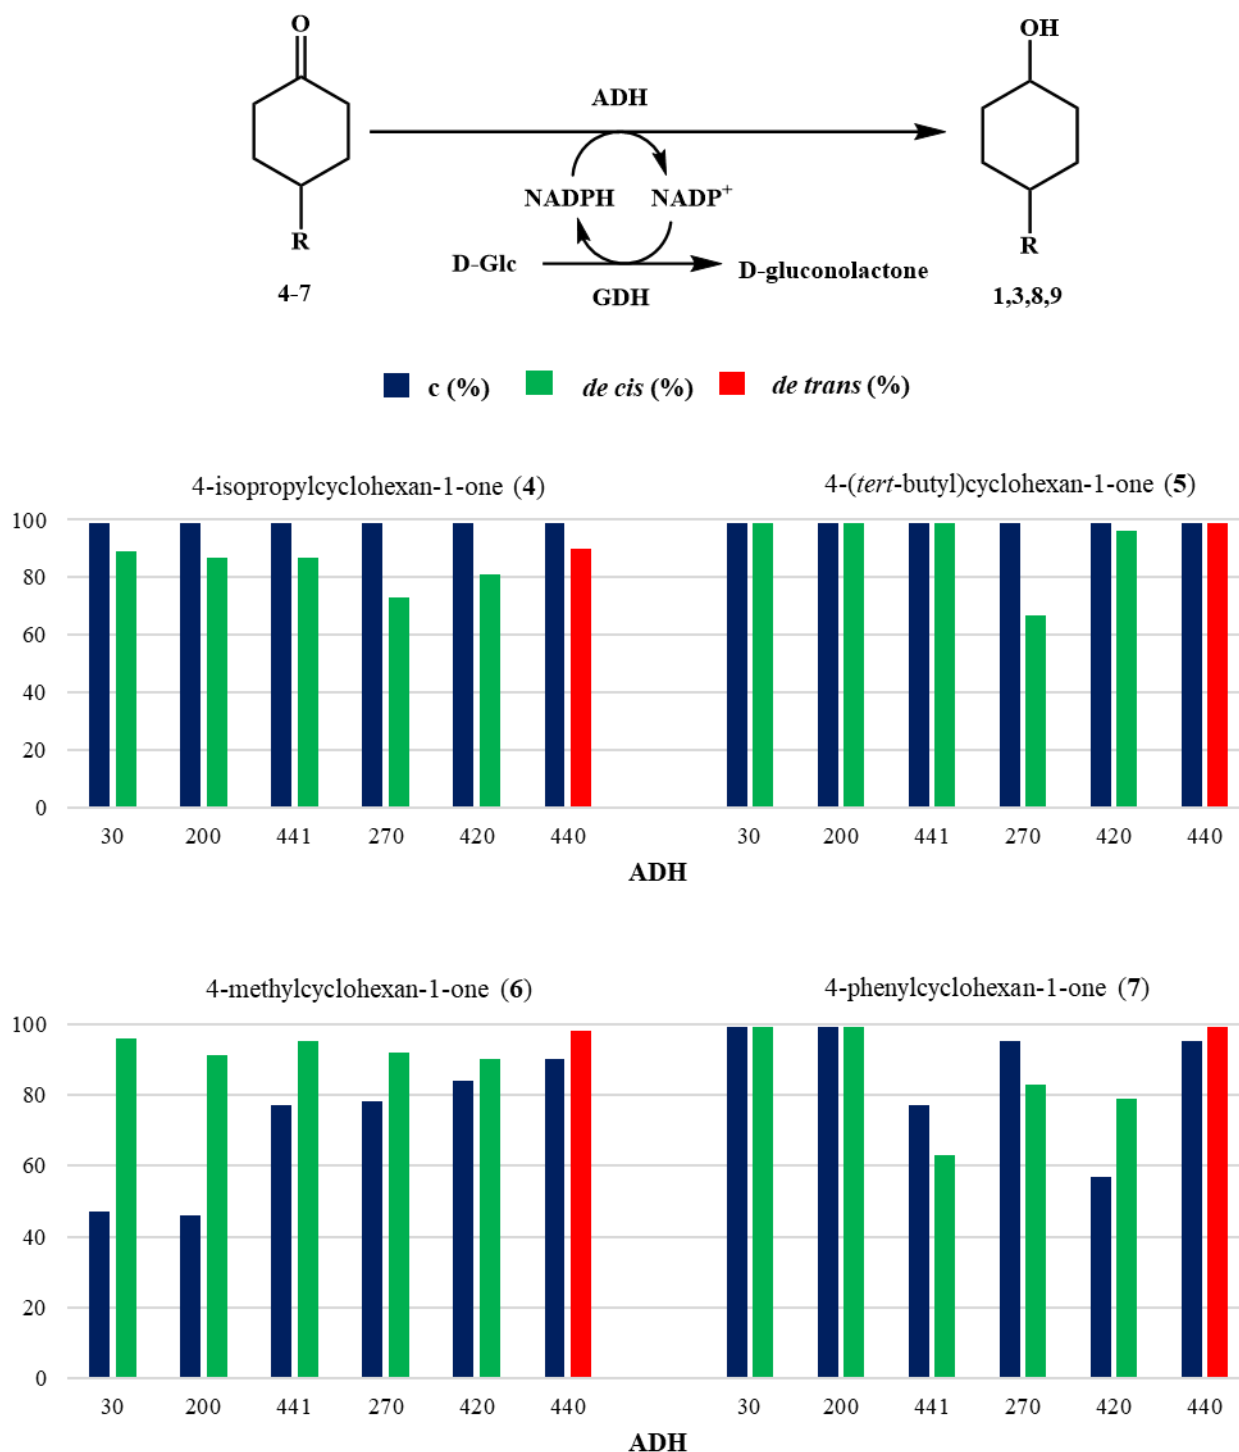 O
OH
ADH
NADPH NADP+
R
R
D-Glc
D-gluconolactone
4-7
GDH
1,3,8,9
c (%) de cis (%) de trans (%)
4-isopropylcyclohexan-1-one (4)
100
80
60
40
20
0
30 200 441 270 420 440
4-(tert-butyl)cyclohexan-1-one (5)
30 200 441 270 420 440
ADH
4-methylcyclohexan-1-one (6)
100
80
60
40
20
0
30 200 441 270 420 440
4-phenylcyclohexan-1-one (7)
30 200 441 270 420 440
ADH